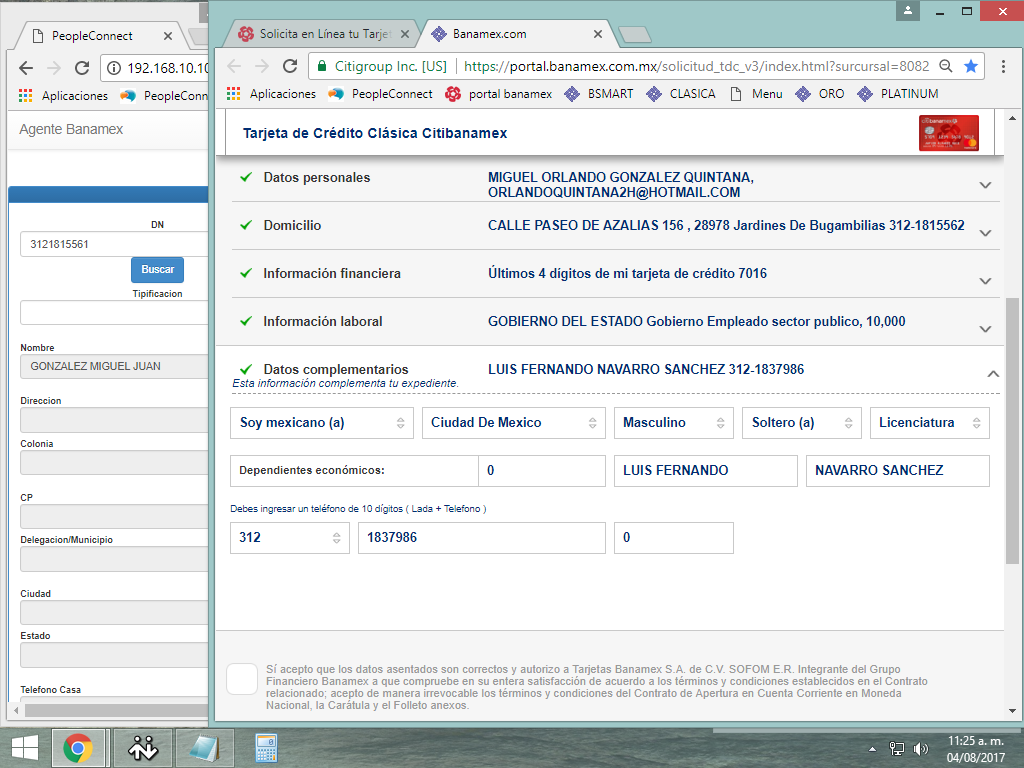 PeopleConnect
192.168.10.10
Aplicaciones
PeopleConn
Agente Banamex
DN
3121815561
Buscar
Tipificacion
Nombre
GONZALEZ MIGUEL JUAN
Direccion
Colonia
CP
Delegacion/Municipio
Ciudad
Estado
Telefono Casa
Solicita en Línea tu Tarje
Banamex.com
Citigroup Inc. [US]
https://portal.banamex.com.mx/solicitud_tdc_v3/index.html?surcursal=8082
Aplicaciones
PeopleConnect
portal banamex
BSMART
CLASICA
Menu
ORO
PLATINUM
Tarjeta de Crédito Clásica Citibanamex
Datos personales
MIGUEL ORLANDO GONZALEZ QUINTANA,
ORLANDOQUINTANA2H@HOTMAIL.COM
Domicilio
CALLE PASEO DE AZALIAS 156 , 28978 Jardines De Bugambilias 312-1815562
Información financiera
Últimos 4 dígitos de mi tarjeta de crédito 7016
Información laboral
GOBIERNO DEL ESTADO Gobierno Empleado sector publico, 10,000
Datos complementarios
LUIS FERNANDO NAVARRO SANCHEZ 312-1837986
Esta información complementa tu expediente.
Soy mexicano (a)
Ciudad De Mexico
Masculino
Soltero (a)
Licenciatura
Dependientes económicos:
0
LUIS FERNANDO
NAVARRO SANCHEZ
Debes ingresar un teléfono de 10 dígitos ( Lada + Telefono )
312
1837986
0
Sí acepto que los datos asentados son correctos y autorizo a Tarjetas Banamex S.A. de C.V. SOFOM E.R. Integrante del Grupo
Financiero Banamex a que compruebe en su entera satisfacción de acuerdo a los términos y condiciones establecidos en el Contrato
relacionado; acepto de manera irrevocable los términos y condiciones del Contrato de Apertura en Cuenta Corriente en Moneda
Nacional, la Carátula y el Folleto anexos.
11:25 a. m.
04/08/2017